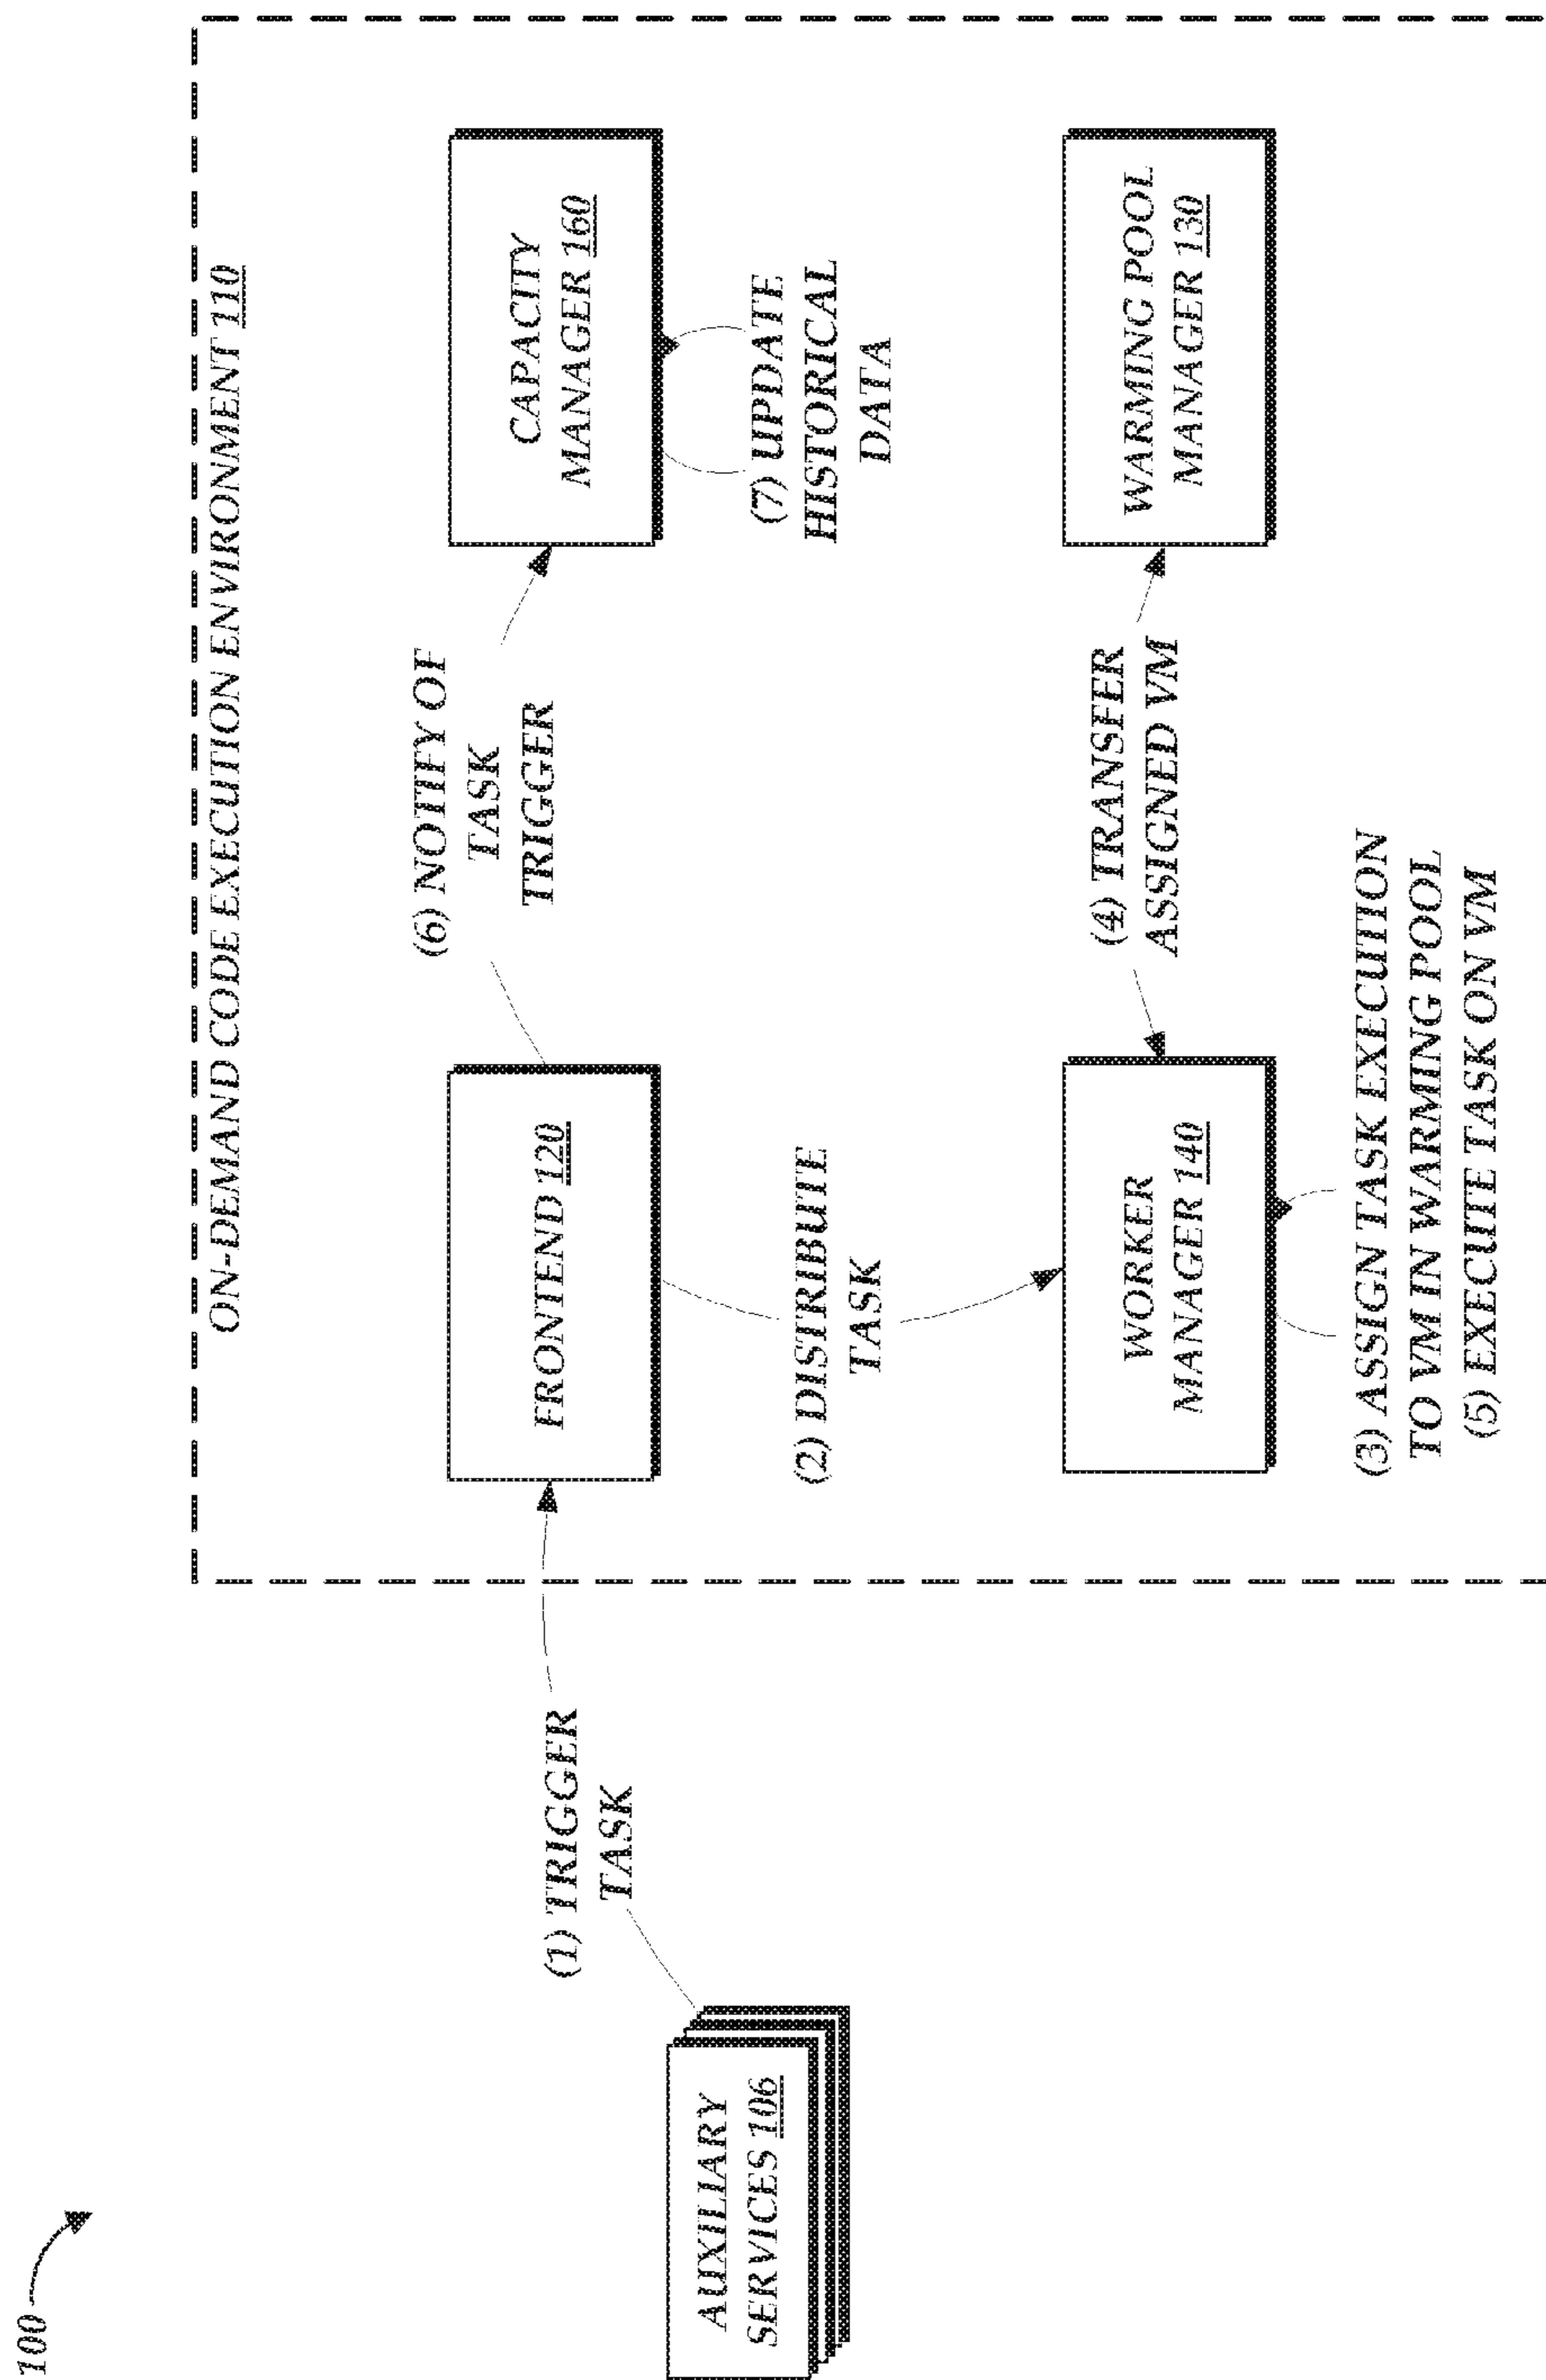 100
ON-DEMAND CODE EXECUTION ENVIRONMENT 110
AUXILIARY
SERVICES 106
(1) TRIGGER
TASK
FRONTEND 120
(6) NOTIFY OF
TASK
TRIGGER
CAPACITY
MANAGER 160
(7) UPDATE
HISTORICAL
DATA
(2) DISTRIBUTE
TASK
WORKER
MANAGER 140
(4) TRANSFER
ASSIGNED VM
WARMING POOL
MANAGER 130
(3) ASSIGN TASK EXECUTION
TO VM IN WARMING POOL
(5) EXECUTE TASK ON VM